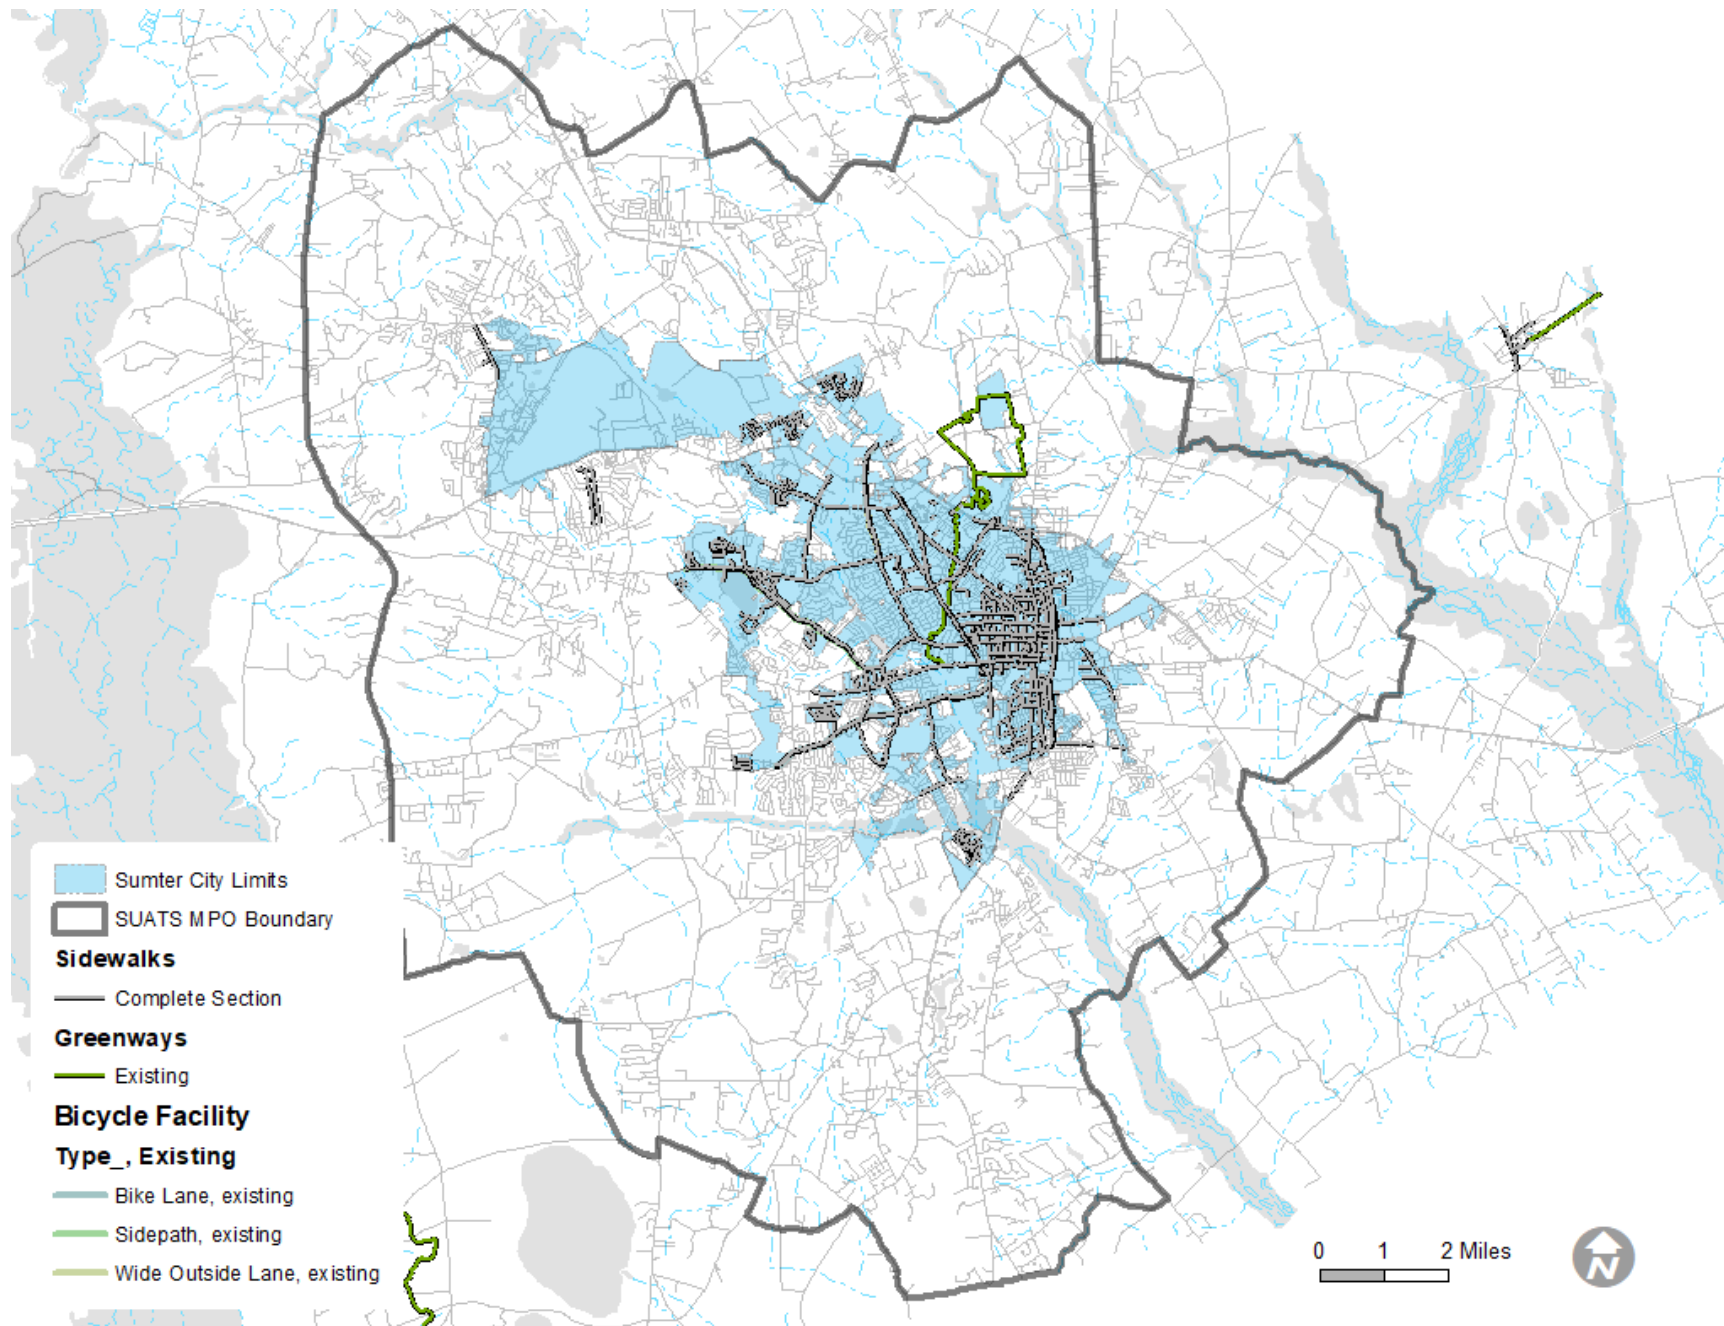 Sumter City Limits
SUATS MPO Boundary
Sidewalks
Complete Section
Greenways
Existing
Bicycle Facility
Type_, Existing
Bike Lane, existing
Sidepath, existing
Wide Outside Lane, existing
0 1 2 Miles
N